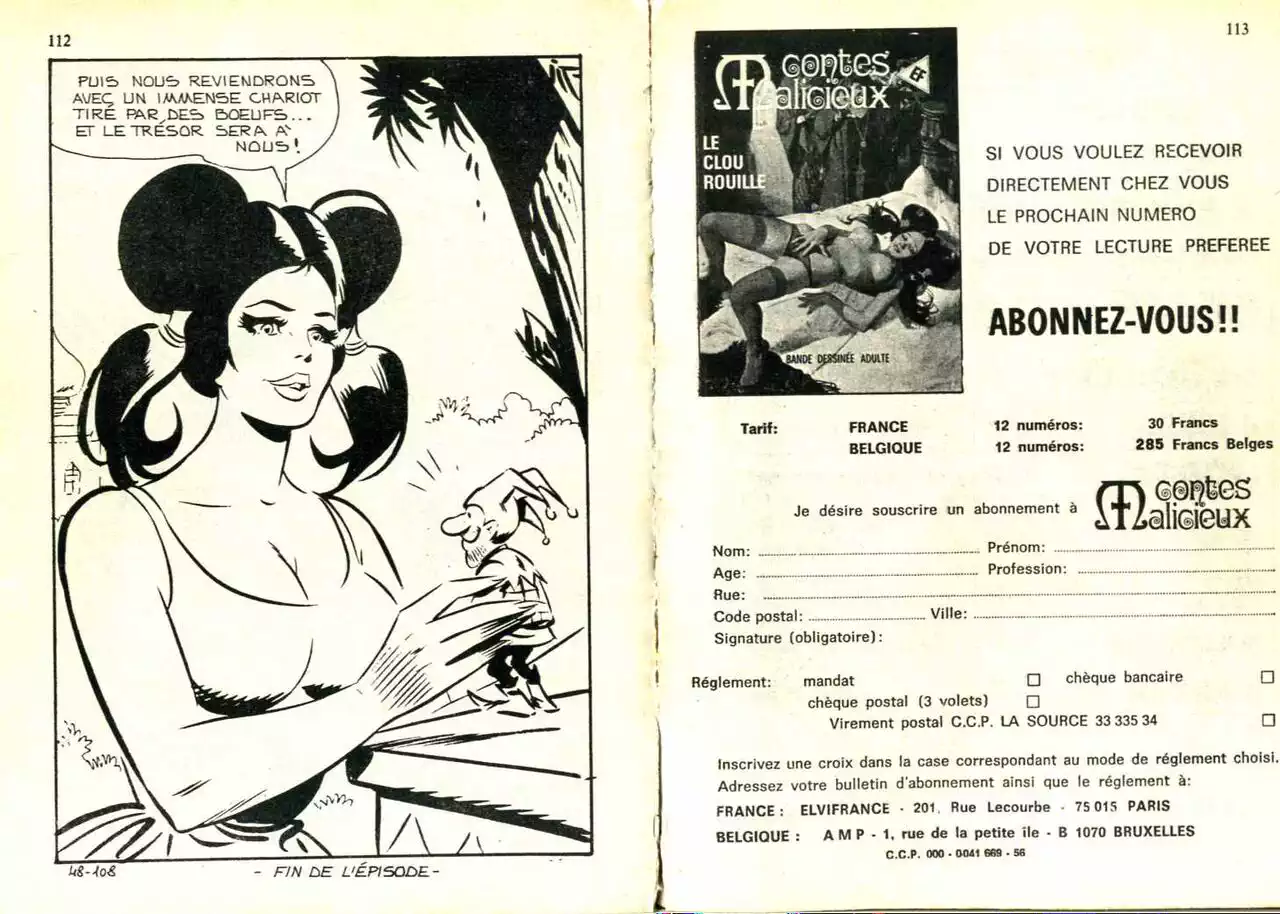 112
PUIS NOUS REVIENDRONS
AVEC UN IMMENSE CHARIOT
TIRÉ PAR DES BOEUFS...
ET LE TRÉSOR SERA À
NOUS!
48-108
- FIN DE L'ÉPISODE -
113
contes
Malicieux
EF
LE
CLOU
ROUILLE
BANDE DESSINÉE ADULTE
SI VOUS VOULEZ RECEVOIR
DIRECTEMENT CHEZ VOUS
LE PROCHAIN NUMERO
DE VOTRE LECTURE PREFEREE
ABONNEZ-VOUS!!
Tarif: FRANCE 12 numéros: 30 Francs
BELGIQUE 12 numéros: 285 Francs Belges
Je désire souscrire un abonnement à contes Malicieux
Nom: Prénom:
Age: Profession:
Rue:
Code postal: Ville:
Signature (obligatoire):
Réglement: mandat □ chèque bancaire □
chèque postal (3 volets) □
Virement postal C.C.P. LA SOURCE 33 335 34 □
Inscrivez une croix dans la case correspondant au mode de réglement choisi.
Adressez votre bulletin d'abonnement ainsi que le réglement à:
FRANCE: ELVIFRANCE - 201, Rue Lecourbe - 75 015 PARIS
BELGIQUE: A M P - 1, rue de la petite île - B 1070 BRUXELLES
C.C.P. 000 - 0041 669 - 56